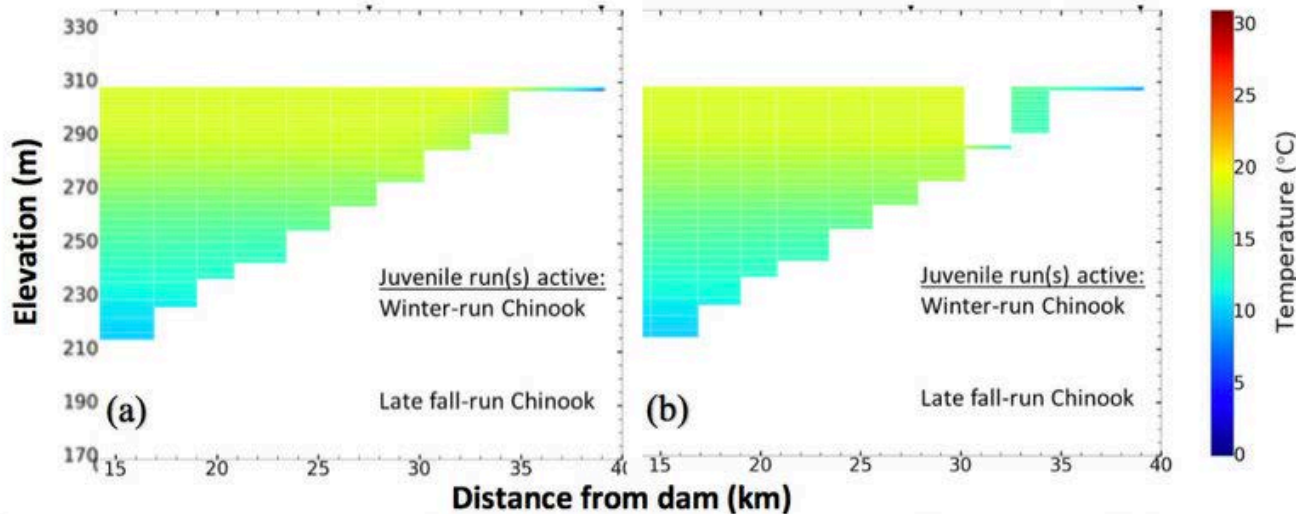 330
310
290
270
250
230
210
190
170
Elevation (m)
Juvenile run(s) active:
Winter-run Chinook
Late fall-run Chinook
(a)
15 20 25 30 35
Juvenile run(s) active:
Winter-run Chinook
Late fall-run Chinook
(b)
15 20 25 30 35 40
Distance from dam (km)
30
25
20
15
10
5
0
Temperature (°C)